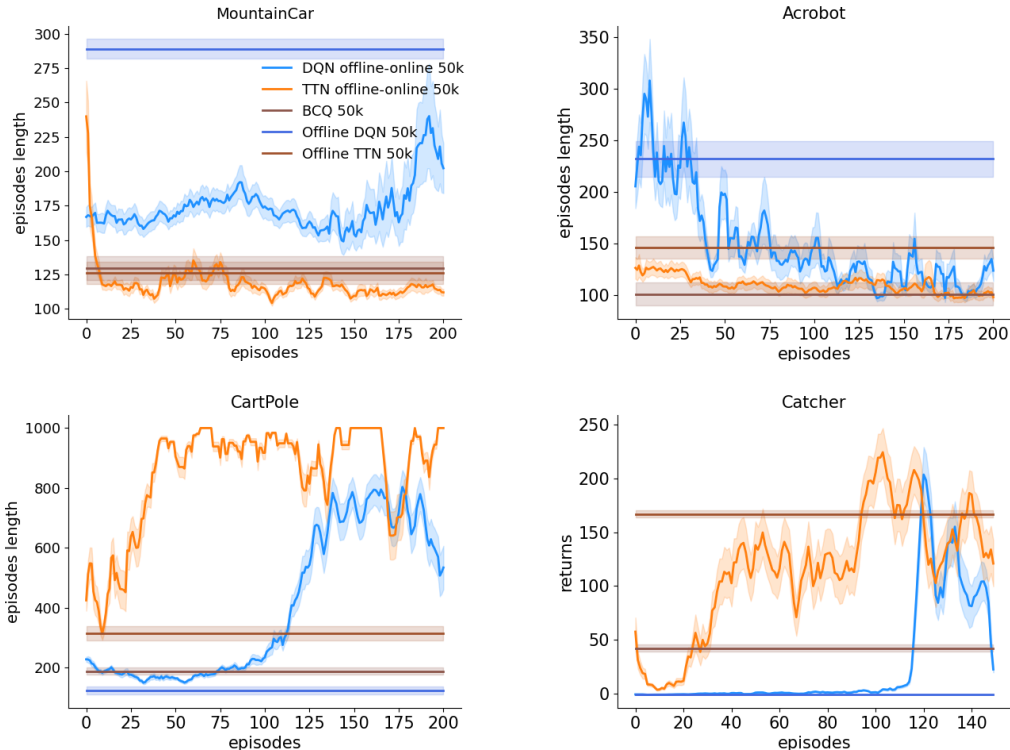 MountainCar
300
275
250
225
200
175
150
125
100
episodes length
DQN offline-online 50k
TTN offline-online 50k
BCQ 50k
Offline DQN 50k
Offline TTN 50k
0 25 50 75 100 125 150 175 200
episodes
Acrobot
350
300
250
200
150
100
episodes length
0 25 50 75 100 125 150 175 200
episodes
CartPole
1000
800
600
400
200
episodes length
0 25 50 75 100 125 150 175 200
episodes
Catcher
250
200
150
100
50
0
returns
0 20 40 60 80 100 120 140
episodes